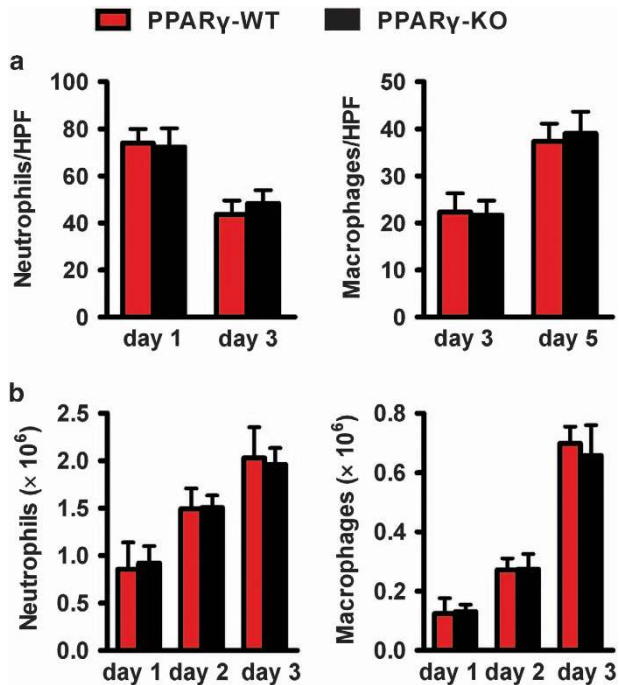 PPARγ-WT PPARγ-KO
a
Neutrophils/HPF
100
80
60
40
20
0
day 1 day 3
Macrophages/HPF
50
40
30
20
10
0
day 3 day 5
b
Neutrophils (× 10⁶)
2.5
2.0
1.5
1.0
0.5
0.0
day 1 day 2 day 3
Macrophages (× 10⁶)
0.8
0.6
0.4
0.2
0.0
day 1 day 2 day 3